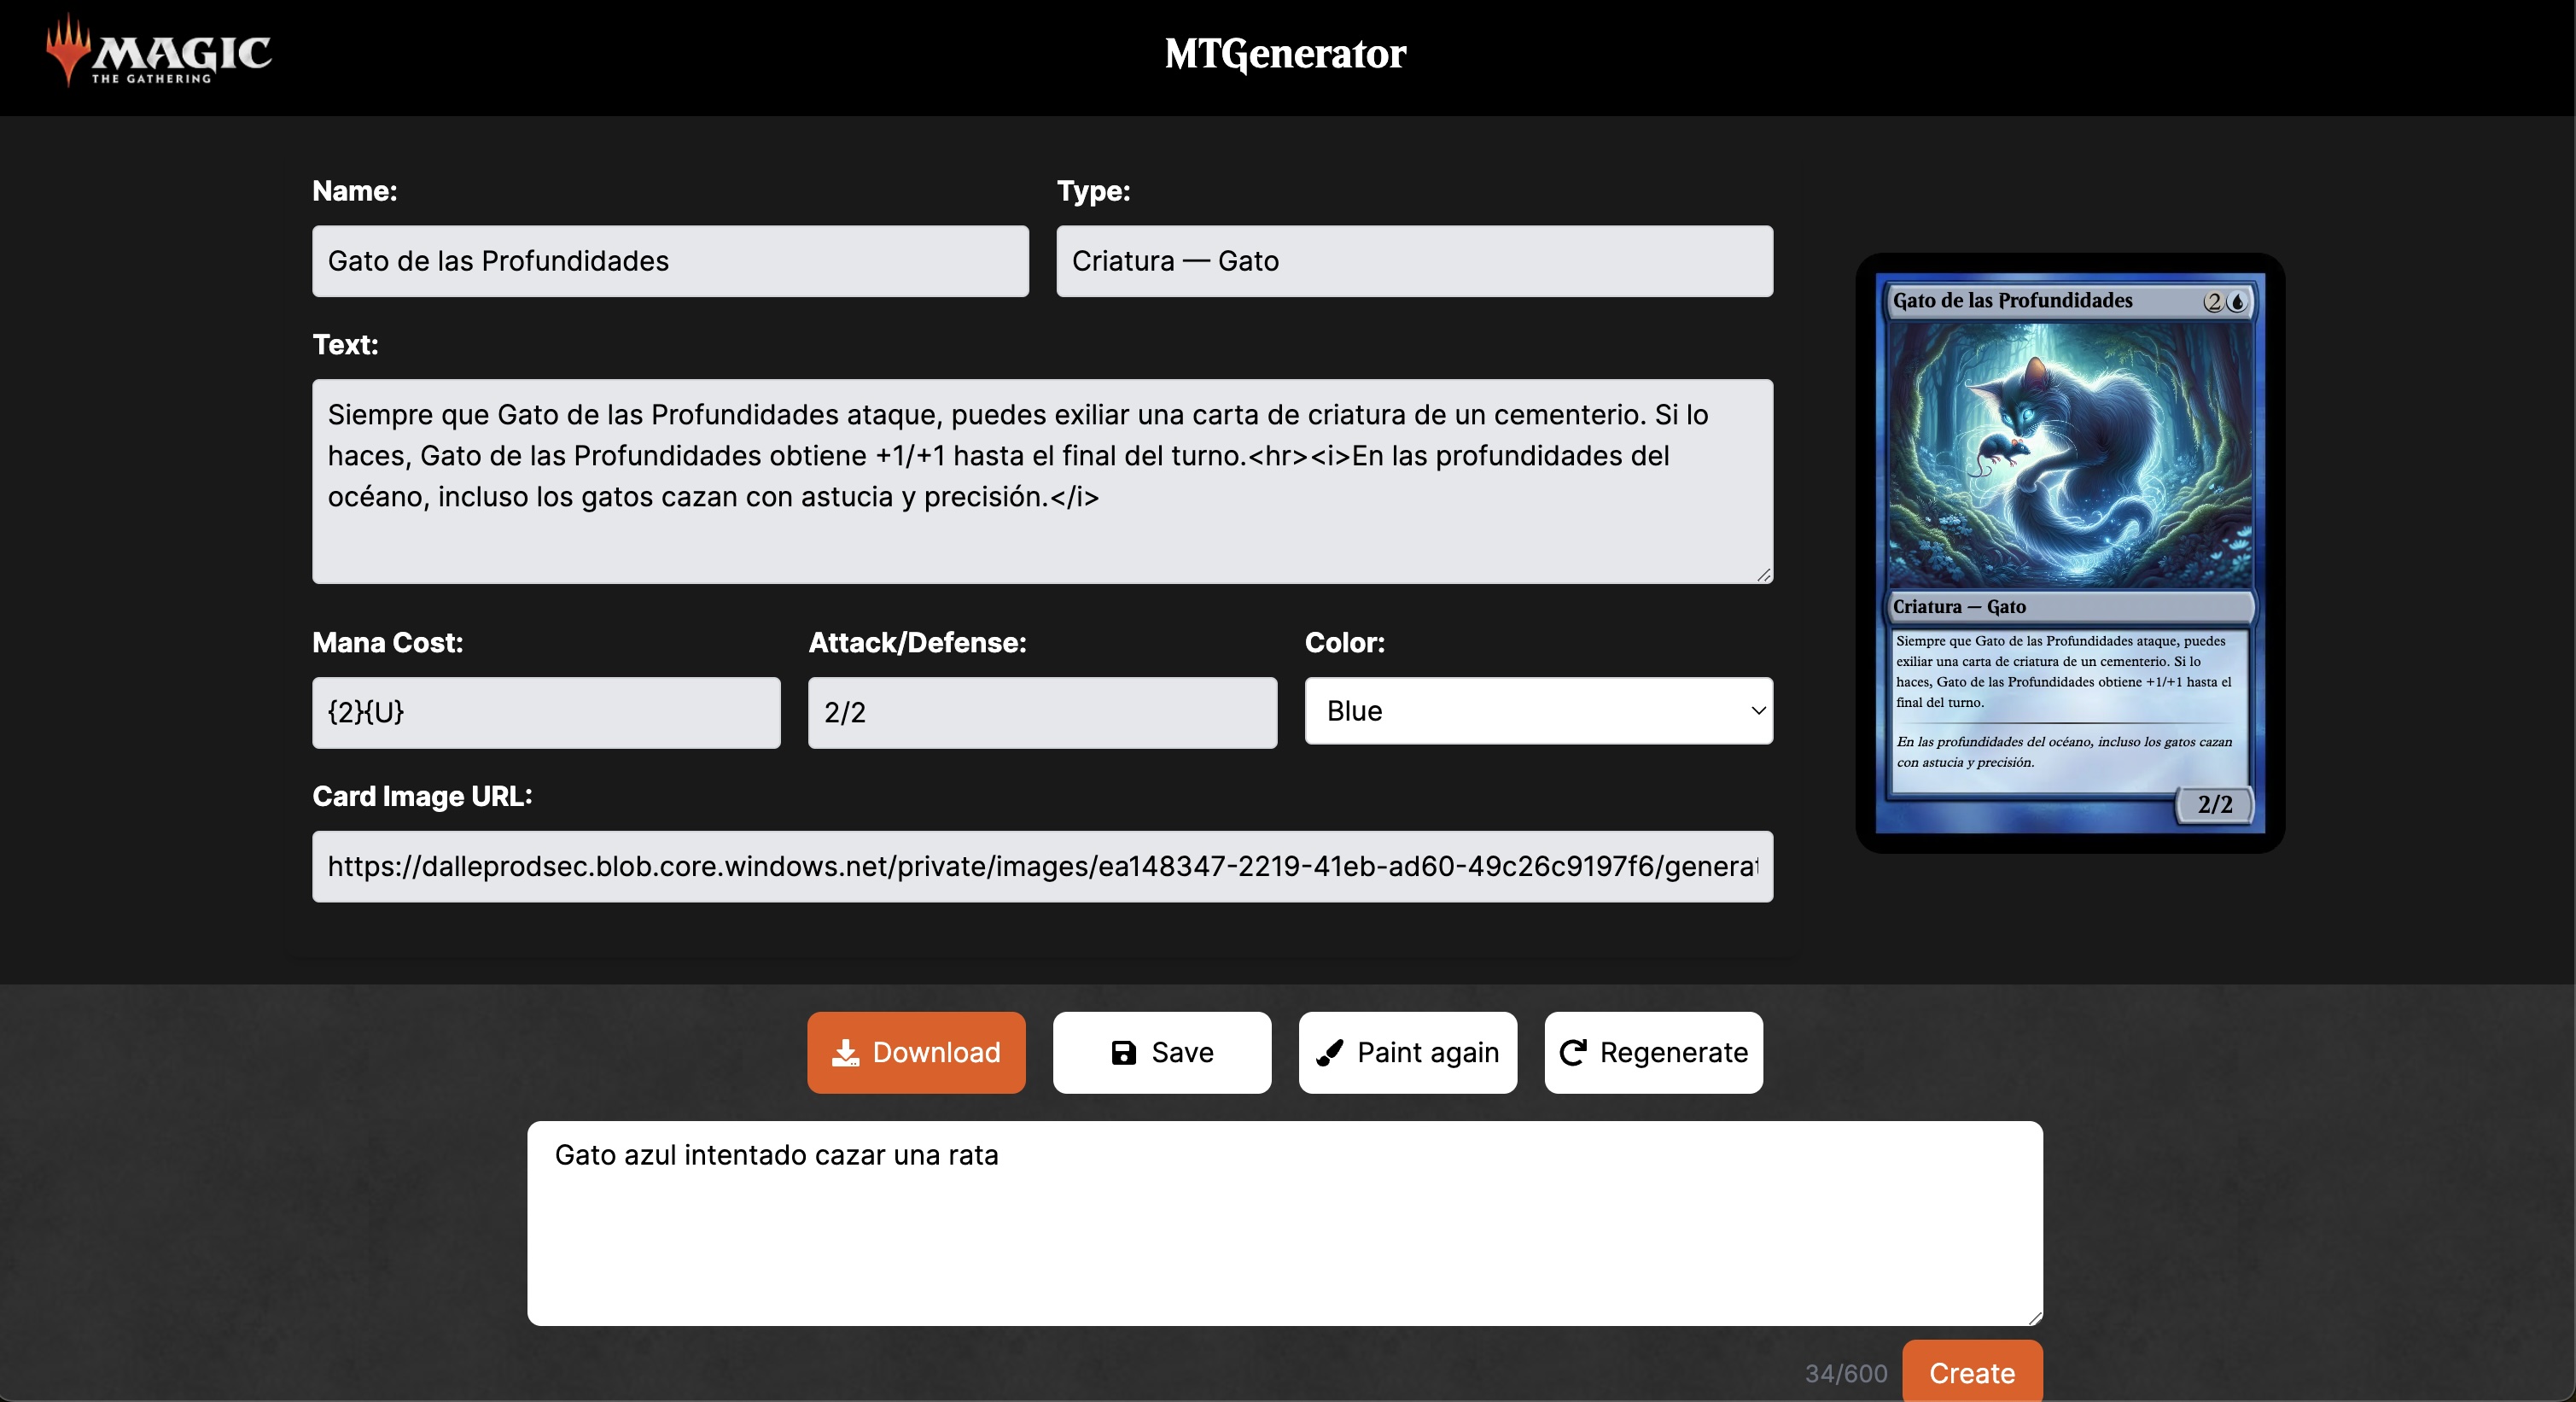 MAGIC
THE GATHERING
MTGenerator
Name:
Type:
Gato de las Profundidades
Criatura — Gato
Text:
Siempre que Gato de las Profundidades ataque, puedes exiliar una carta de criatura de un cementerio. Si lo
haces, Gato de las Profundidades obtiene +1/+1 hasta el final del turno.<hr><i>En las profundidades del
océano, incluso los gatos cazan con astucia y precisión.</i>
Mana Cost:
Attack/Defense:
Color:
{2}{U}
2/2
Blue
Card Image URL:
https://dalleprodsec.blob.core.windows.net/private/images/ea148347-2219-41eb-ad60-49c26c9197f6/generat
Gato de las Profundidades
2
Criatura — Gato
Siempre que Gato de las Profundidades ataque, puedes
exiliar una carta de criatura de un cementerio. Si lo
haces, Gato de las Profundidades obtiene +1/+1 hasta el
final del turno.
En las profundidades del océano, incluso los gatos cazan
con astucia y precisión.
2/2
Download
Save
Paint again
Regenerate
Gato azul intentado cazar una rata
34/600
Create